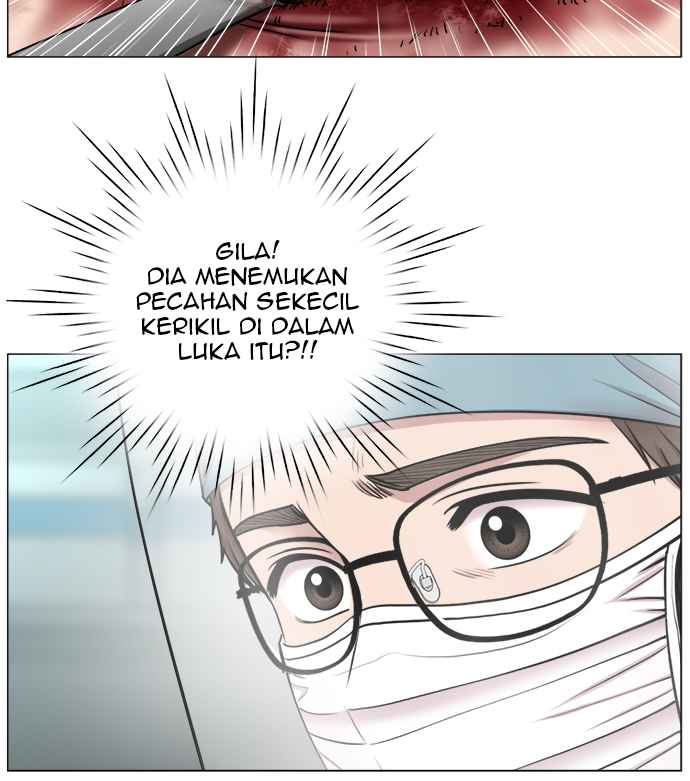 GILA!
DIA MENEMUKAN
PECAHAN SEKECIL
KERIKIL DI DALAM
LUKA ITU?!!